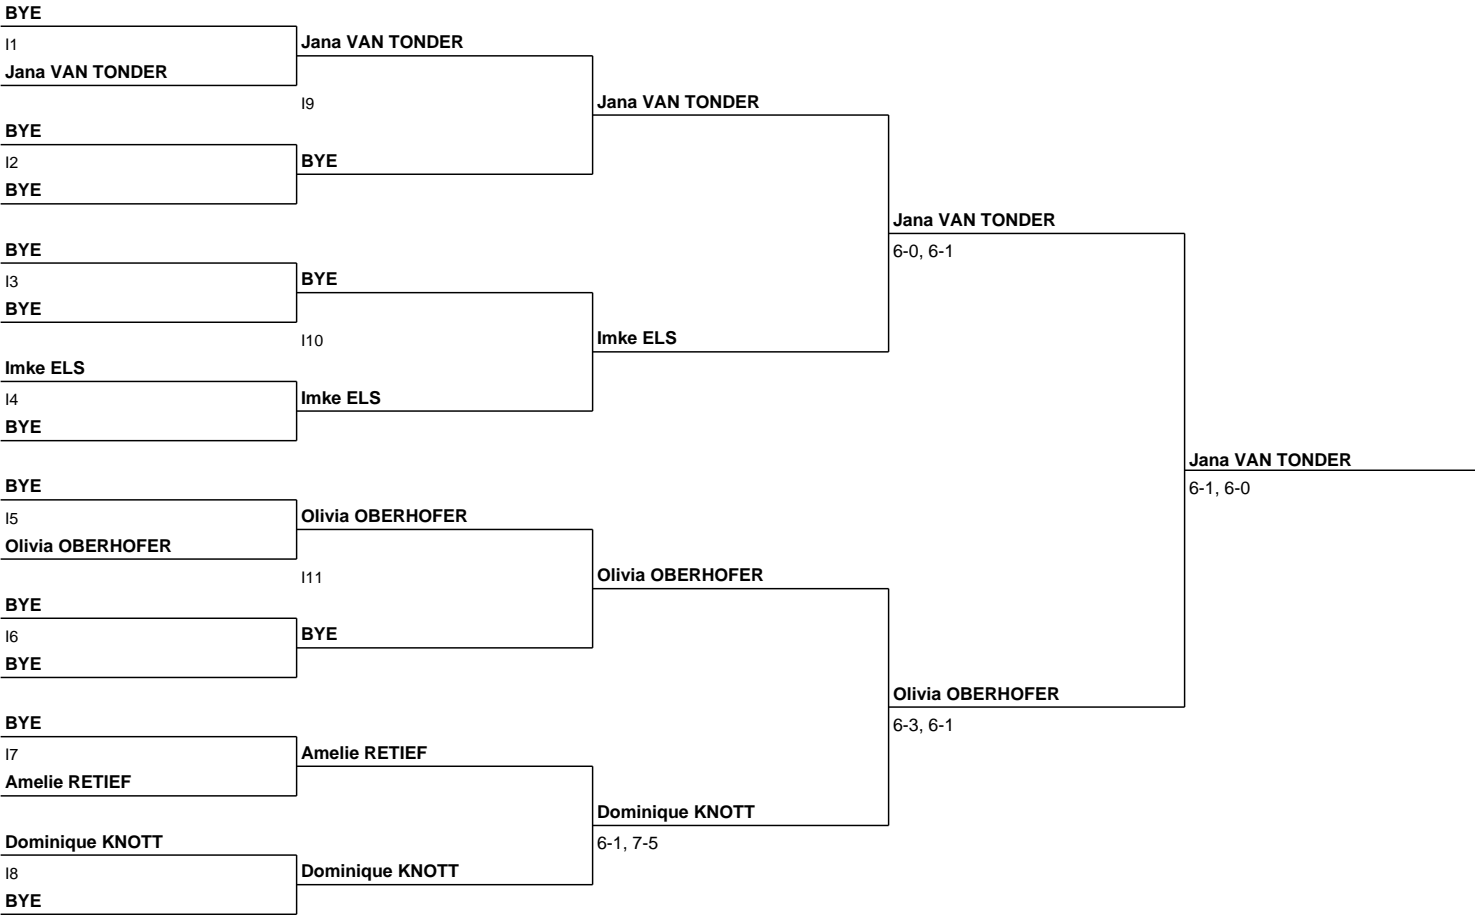 BYE
I1
Jana VAN TONDER
BYE
I2
BYE
BYE
I3
BYE
Imke ELS
I4
BYE
BYE
I5
Olivia OBERHOFER
BYE
I6
BYE
BYE
I7
Amelie RETIEF
Dominique KNOTT
I8
BYE
Jana VAN TONDER
I9
BYE
BYE
I10
Imke ELS
Olivia OBERHOFER
I11
BYE
Amelie RETIEF
Dominique KNOTT
Jana VAN TONDER
Imke ELS
Olivia OBERHOFER
Dominique KNOTT
6-1, 7-5
Jana VAN TONDER
6-0, 6-1
Olivia OBERHOFER
6-3, 6-1
Jana VAN TONDER
6-1, 6-0